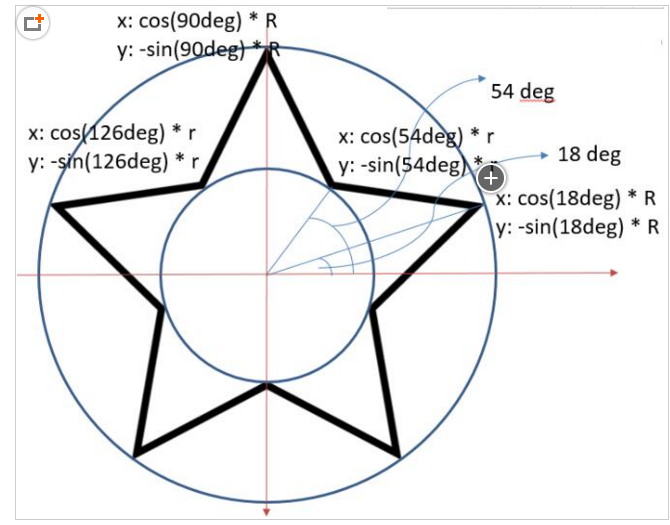 x: cos(90deg) * R
y: -sin(90deg) * R
54 deg
x: cos(126deg) * r
y: -sin(126deg) * r
x: cos(54deg) * r
y: -sin(54deg) * r
18 deg
x: cos(18deg) * R
y: -sin(18deg) * R